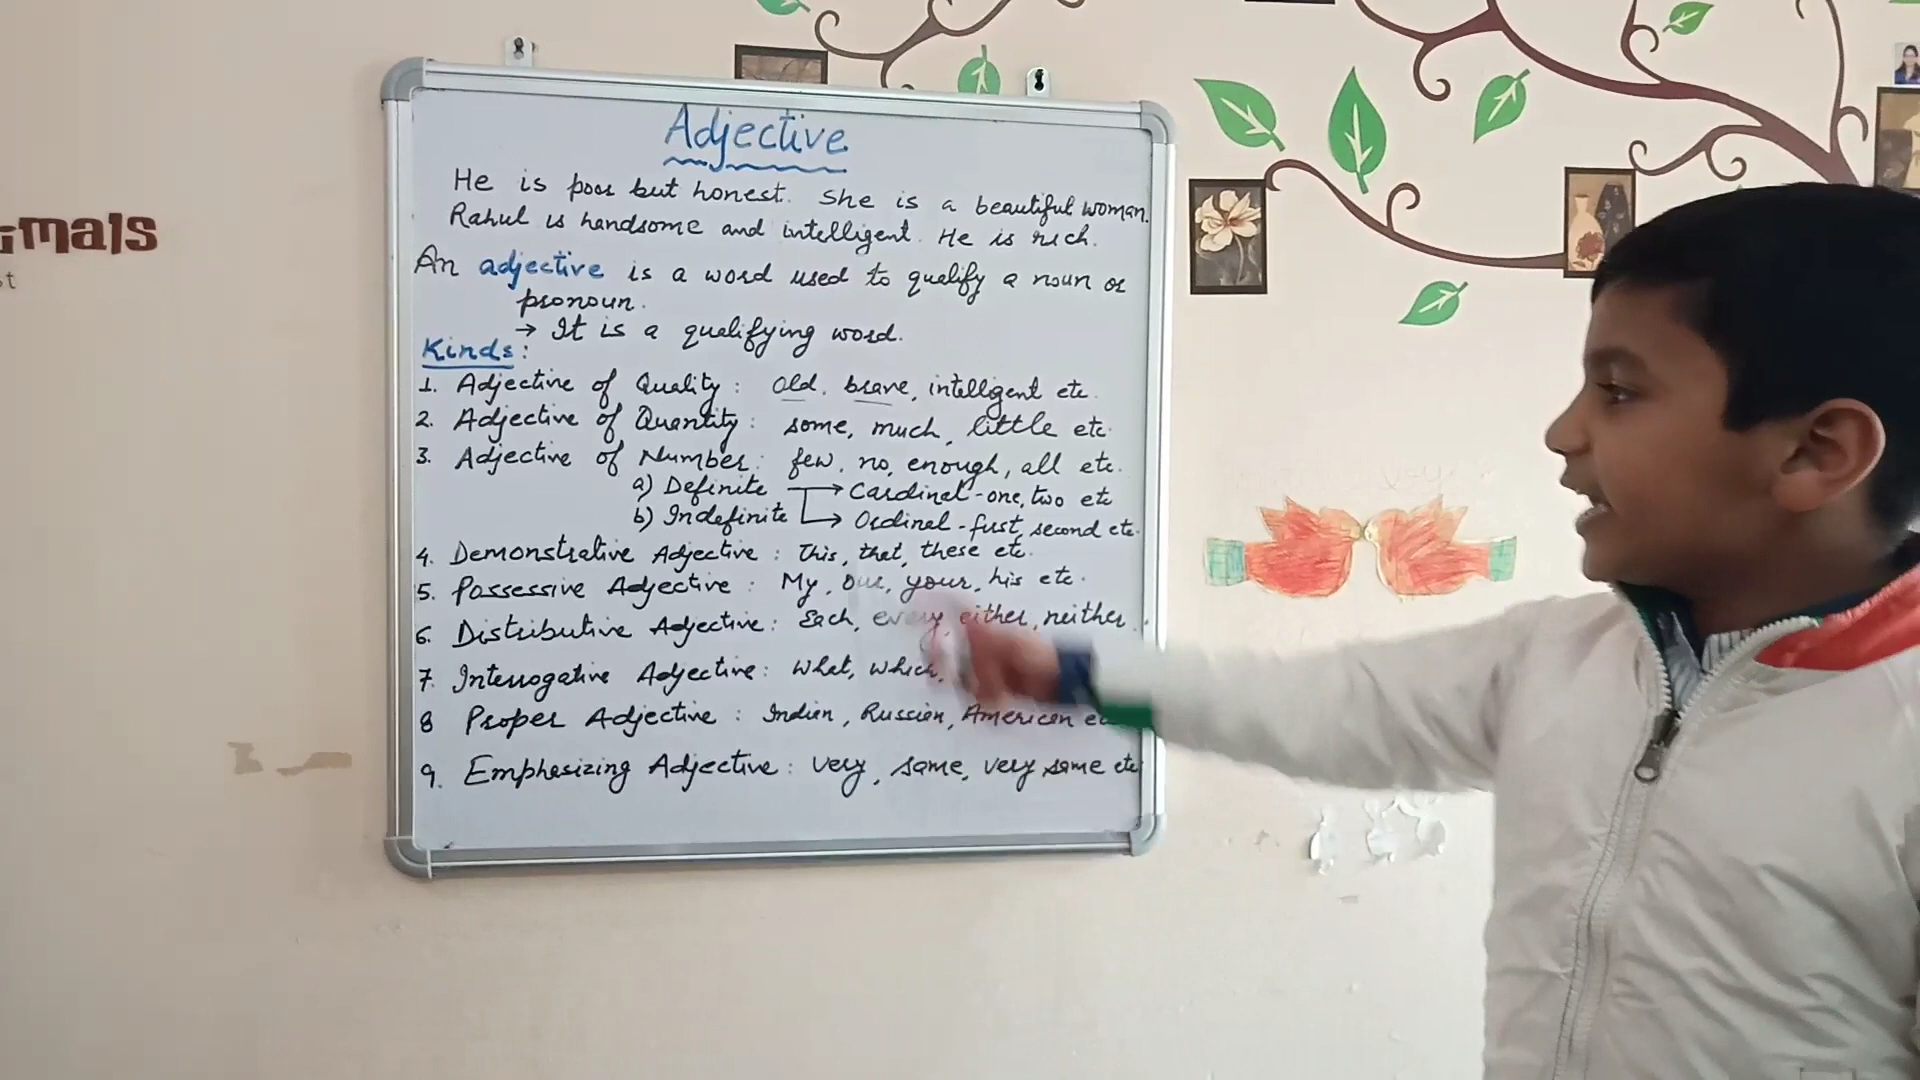 Adjective
He is poor but honest. She is a beautiful woman.
Rahul is handsome and intelligent. He is rich.
An adjective is a word used to qualify a noun or
pronoun.
→ It is a qualifying word.
Kinds:
1. Adjective of Quality: old, brave, intelligent etc.
2. Adjective of Quantity: some, much, little etc.
3. Adjective of Number: few, no, enough, all etc.
a) Definite → Cardinal - one, two etc
b) Indefinite → Ordinal - first, second etc.
4. Demonstrative Adjective: This, that, these etc.
5. Possessive Adjective: My, our, your, his etc.
6. Distributive Adjective: Each, every, either, neither.
7. Interrogative Adjective: What, which,
8 Proper Adjective: Indian, Russian, American etc
9. Emphasizing Adjective: very, same, very same etc
imals
st